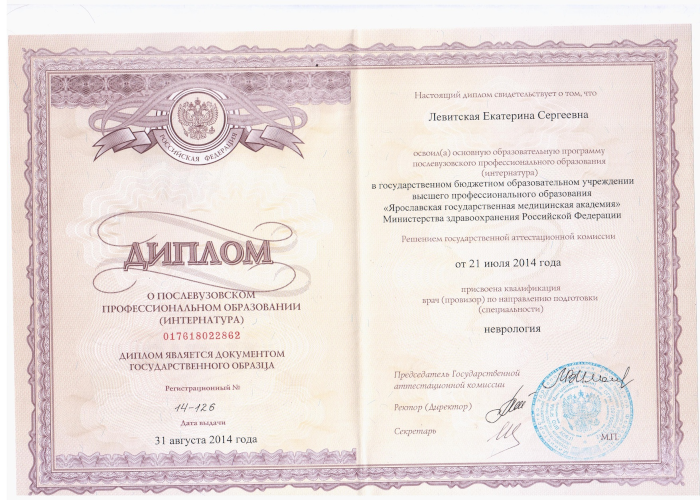 РОССИЙСКАЯ ФЕДЕРАЦИЯ
ДИПЛОМ
О ПОСЛЕВУЗОВСКОМ
ПРОФЕССИОНАЛЬНОМ ОБРАЗОВАНИИ
(ИНТЕРНАТУРА)
017618022862
ДИПЛОМ ЯВЛЯЕТСЯ ДОКУМЕНТОМ
ГОСУДАРСТВЕННОГО ОБРАЗЦА
Регистрационный №
14-126
Дата выдачи
31 августа 2014 года
Настоящий диплом свидетельствует о том, что
Левитская Екатерина Сергеевна
освоил(а) основную образовательную программу
послевузовского профессионального образования
(интернатура)
в государственном бюджетном образовательном учреждении
высшего профессионального образования
«Ярославская государственная медицинская академия»
Министерства здравоохранения Российской Федерации
Решением государственной аттестационной комиссии
от 21 июля 2014 года
присвоена квалификация
врач (провизор) по направлению подготовки
(специальности)
неврология
Председатель Государственной
аттестационной комиссии
Ректор (Директор)
Секретарь
М.П.